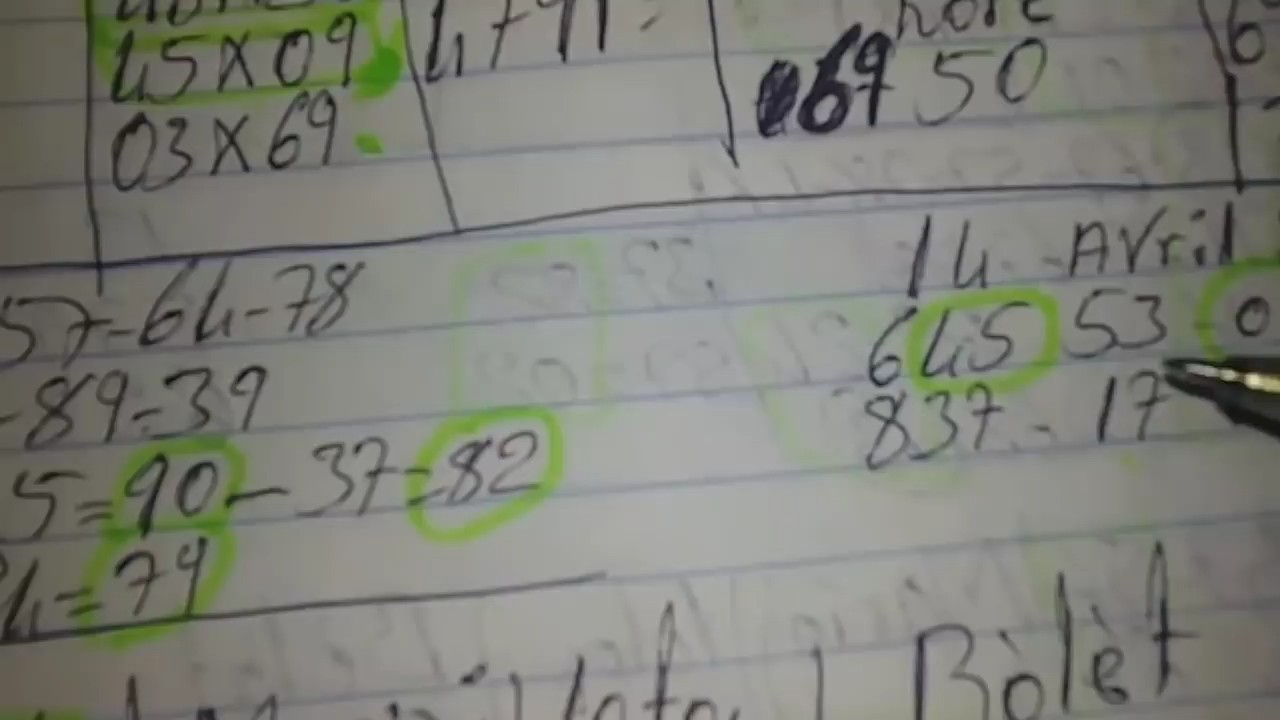 45X09
03X69
69 50
14 - AVril
57-64-78
645 53 0
-89-39
837 - 17
5=90-37=82
4=79
Bòlèt